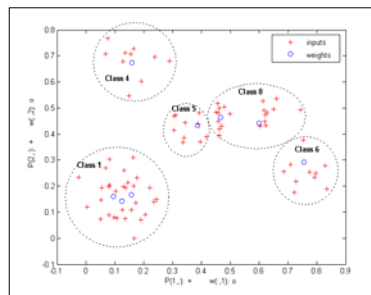 0.8
0.7
0.6
0.5
0.4
0.3
0.2
0.1
0
-0.1
P(2,:): +    w(:,2): o
-0.1 0 0.1 0.2 0.3 0.4 0.5 0.6 0.7 0.8 0.9
P(1,:): +    w(:,1): o
+ inputs
o weights
Class 4
Class 5
Class 8
Class 1
Class 6